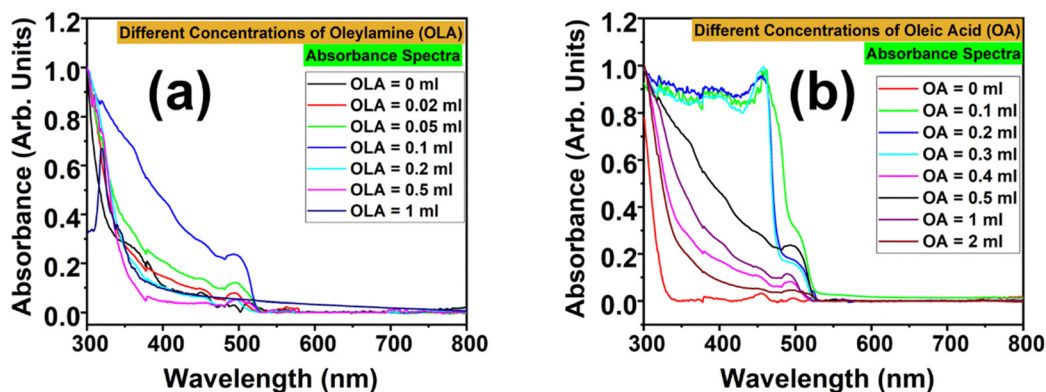 Different Concentrations of Oleylamine (OLA)
Absorbance Spectra
(a)
OLA = 0 ml
OLA = 0.02 ml
OLA = 0.05 ml
OLA = 0.1 ml
OLA = 0.2 ml
OLA = 0.5 ml
OLA = 1 ml
Absorbance (Arb. Units)
1.2
1.0
0.8
0.6
0.4
0.2
0.0
300 400 500 600 700 800
Wavelength (nm)
Different Concentrations of Oleic Acid (OA)
Absorbance Spectra
(b)
OA = 0 ml
OA = 0.1 ml
OA = 0.2 ml
OA = 0.3 ml
OA = 0.4 ml
OA = 0.5 ml
OA = 1 ml
OA = 2 ml
Absorbance (Arb. Units)
1.2
1.0
0.8
0.6
0.4
0.2
0.0
300 400 500 600 700 800
Wavelength (nm)